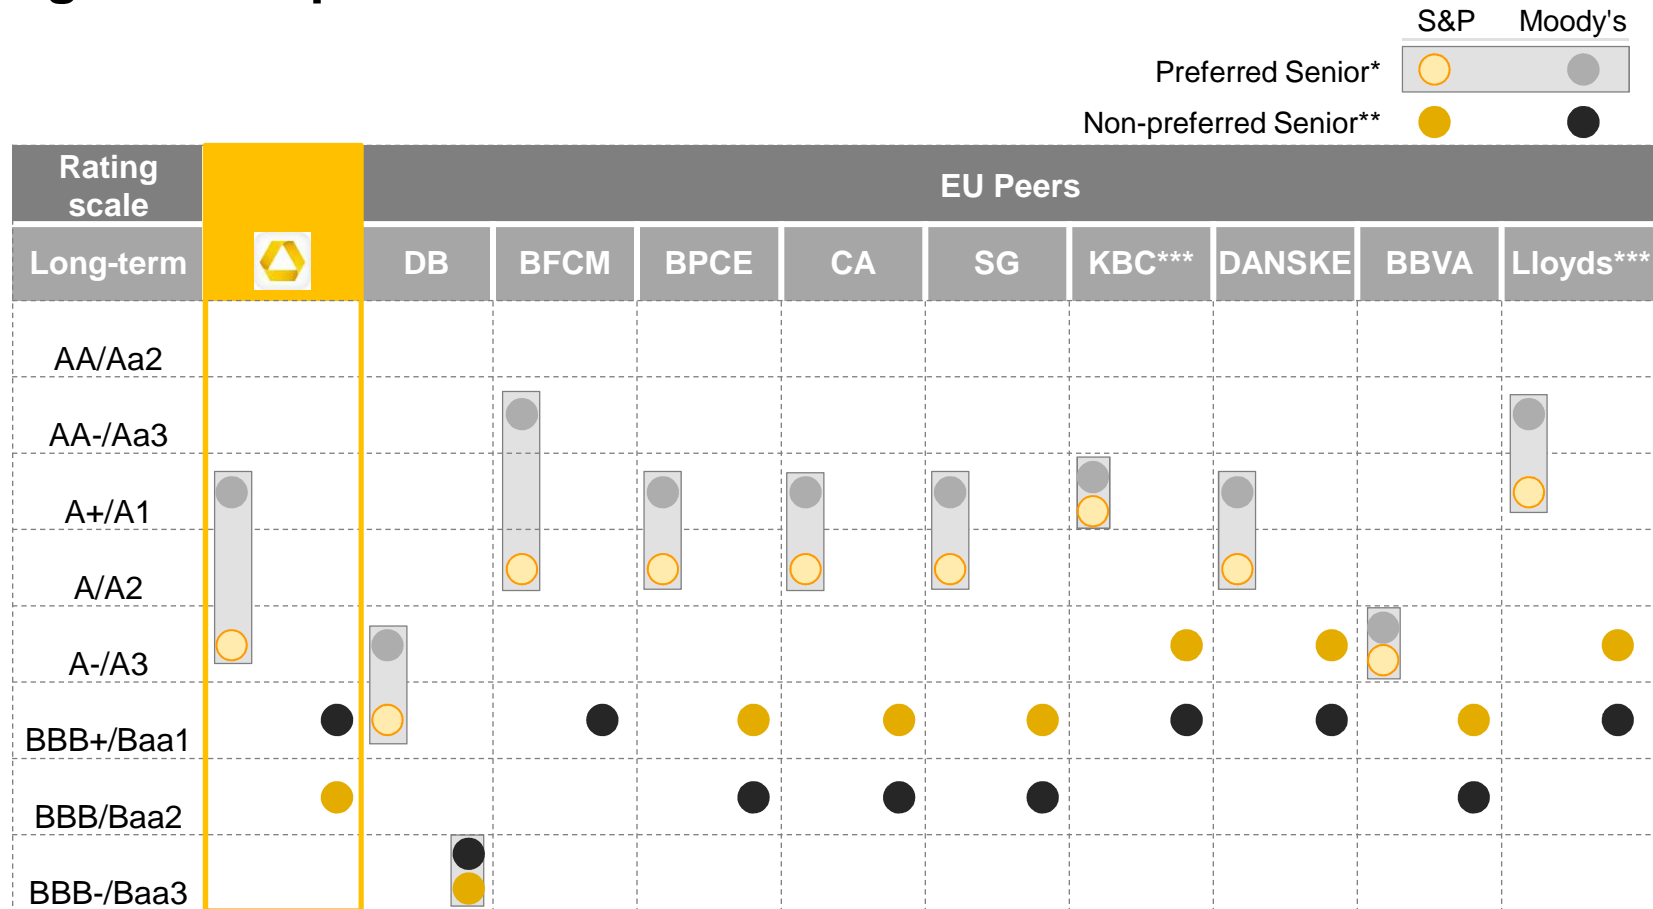 S&P Moody's
Preferred Senior*
Non-preferred Senior**
Rating
scale
EU Peers
Long-term DB BFCM BPCE CA SG KBC*** DANSKE BBVA Lloyds***
AA/Aa2
AA-/Aa3
A+/A1
A/A2
A-/A3
BBB+/Baa1
BBB/Baa2
BBB-/Baa3